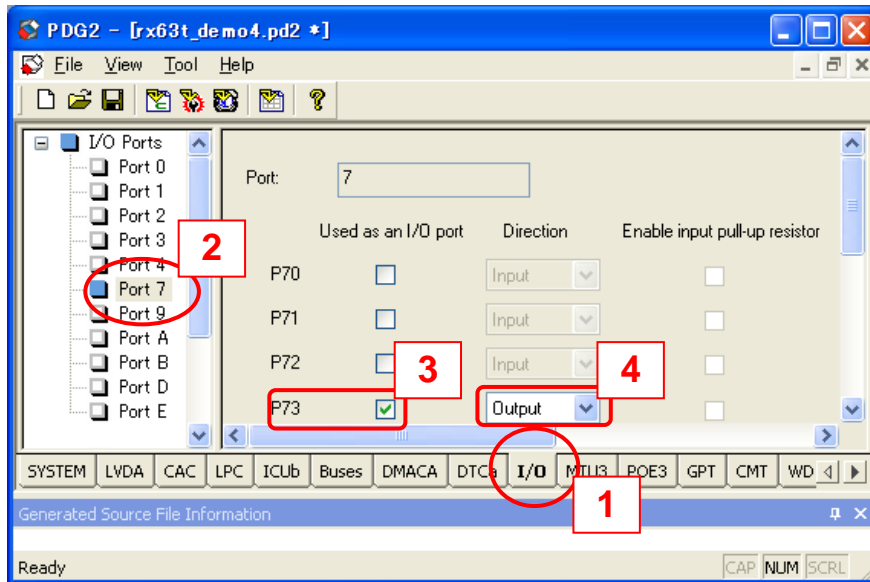 PDG2 - [rx63t_demo4.pd2 *]
File View Tool Help
I/O Ports
Port 0
Port 1
Port 2
Port 3
Port 4
Port 7
Port 9
Port A
Port B
Port D
Port E
2
Port: 7
Used as an I/O port Direction Enable input pull-up resistor
P70 Input
P71 Input
P72 Input
3
4
P73 Output
SYSTEM LVDA CAC LPC ICUb Buses DMACA DTCa I/O MTU3 POE3 GPT CMT WD
1
Generated Source File Information
Ready CAP NUM SCRL